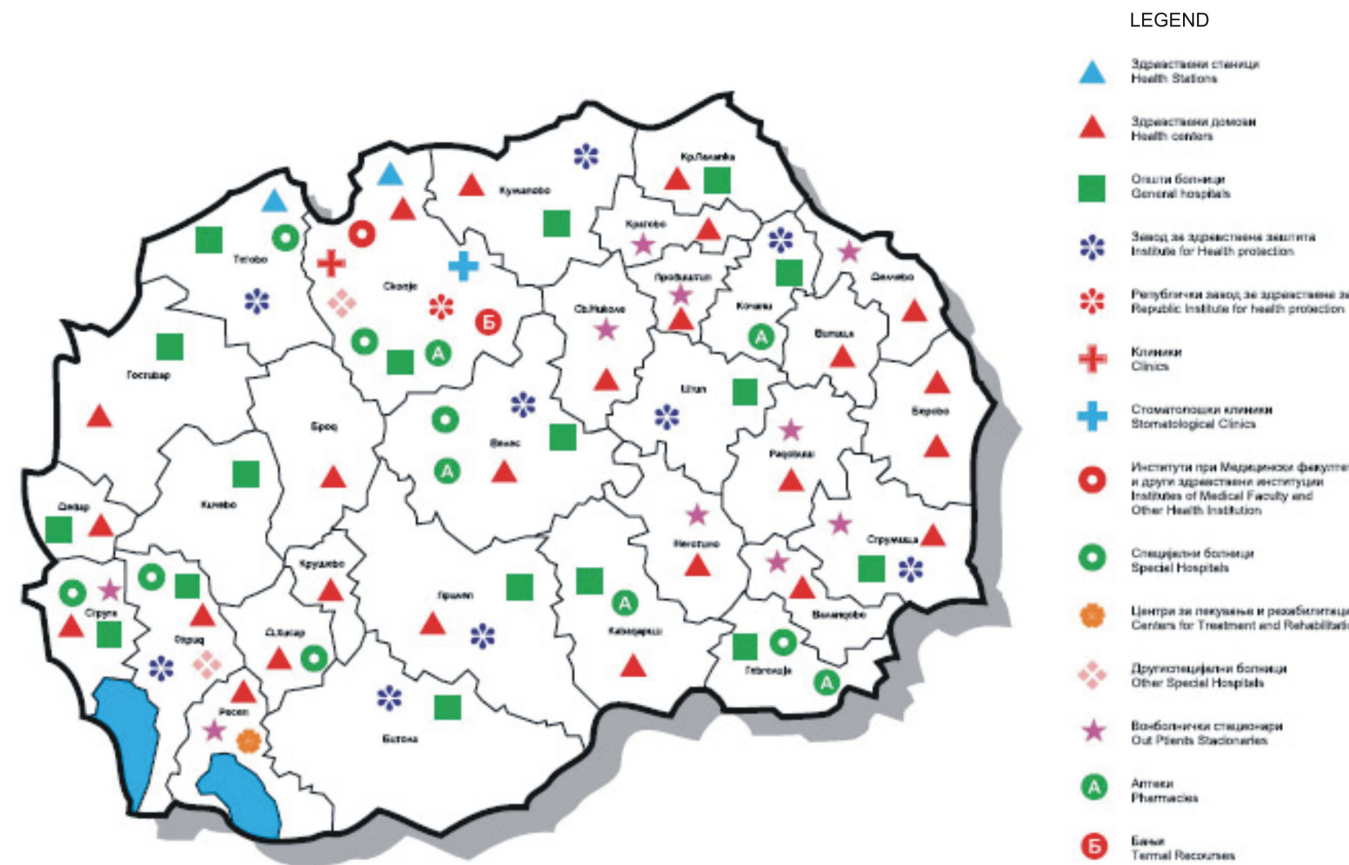 LEGEND
Здравствени станици
Health Stations
Здравствени домови
Health centers
Општи болници
General hospitals
Завод за здравствена заштита
Institute for Health protection
Републички завод за здравствена за
Republic Institute for health protection
Клиники
Clinics
Стоматолошки клиники
Stomatological Clinics
Институти при Медицински факултет
и други здравствени институции
Institutes of Medical Faculty and
Other Health Institution
Специјални болници
Special Hospitals
Центри за лекување и рехабилитаци
Centers for Treatment and Rehabilitatio
Другиспецијални болници
Other Special Hospitals
Вонболнички стационари
Out Ptients Stacionaries
А
Аптеки
Pharmacies
Б
Бањи
Termal Recourses
Кр.Паланка
Куманово
Кратово
Тетово
Скопје
Пробиштип
Делчево
Св.Николе
Кочани
Б
Виница
А
А
Гостивар
Штип
Берово
Брод
Велес
Радовиш
А
Дебар
Кичево
Струмица
Неготино
Крушево
Прилеп
А
Струга
Охрид
Д.Хисар
Кавадарци
Валандово
Гевгелија
А
Ресен
Битола